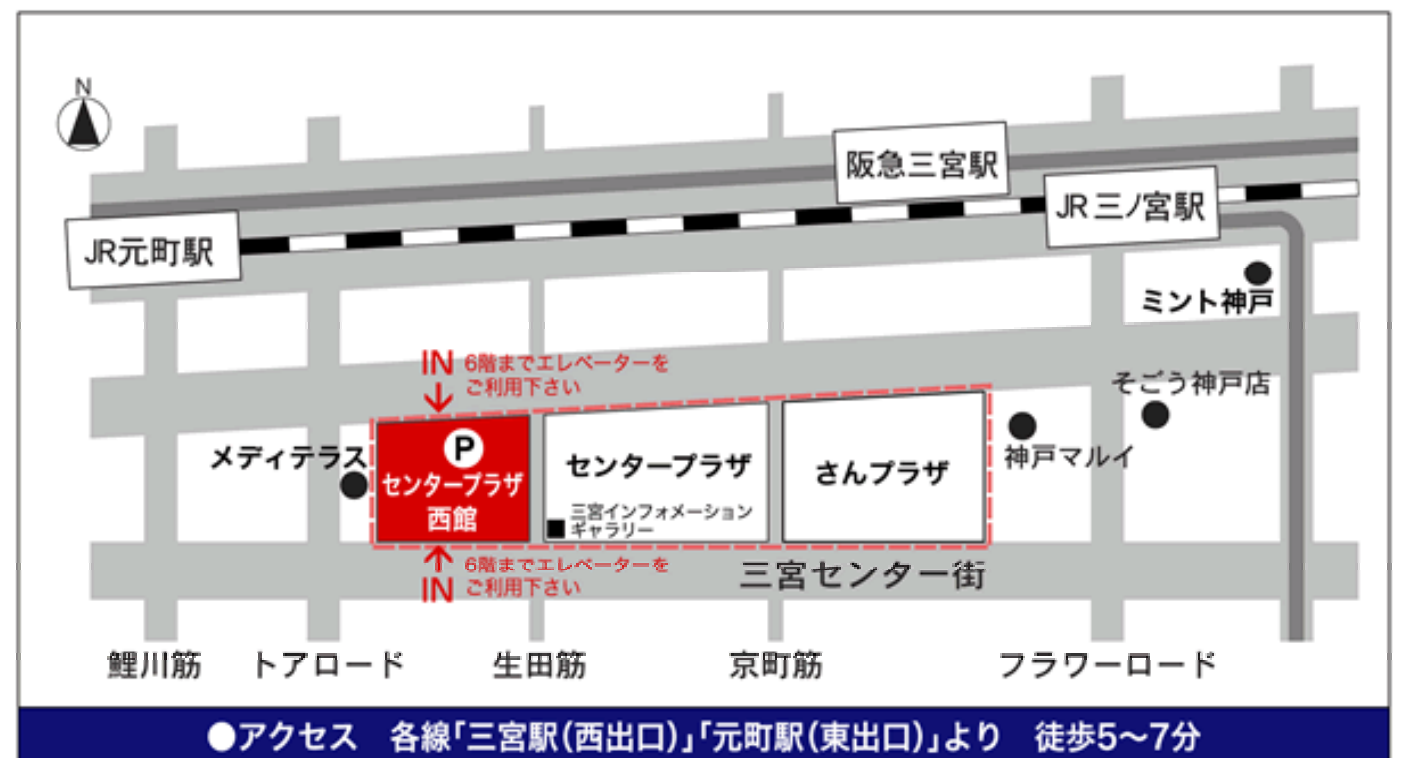 N
阪急三宮駅
JR三ノ宮駅
JR元町駅
ミント神戸
IN 6階までエレベーターを
ご利用下さい
そごう神戸店
メディテラス
P
センタープラザ
西館
センタープラザ
三宮インフォメーション
ギャラリー
さんプラザ
神戸マルイ
IN 6階までエレベーターを
ご利用下さい
三宮センター街
鯉川筋
トアロード
生田筋
京町筋
フラワーロード
●アクセス 各線「三宮駅(西出口)」「元町駅(東出口)」より 徒歩5〜7分